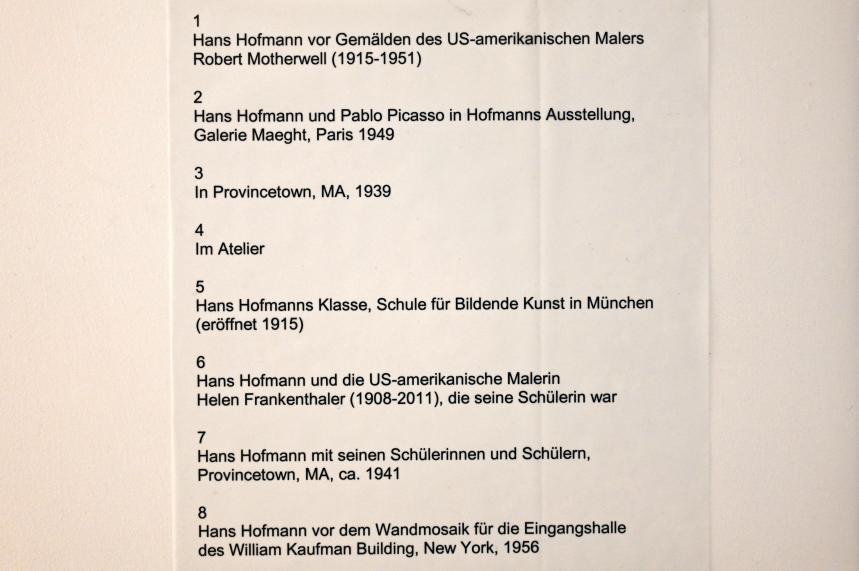 1
Hans Hofmann vor Gemälden des US-amerikanischen Malers
Robert Motherwell (1915-1951)
2
Hans Hofmann und Pablo Picasso in Hofmanns Ausstellung,
Galerie Maeght, Paris 1949
3
In Provincetown, MA, 1939
4
Im Atelier
5
Hans Hofmanns Klasse, Schule für Bildende Kunst in München
(eröffnet 1915)
6
Hans Hofmann und die US-amerikanische Malerin
Helen Frankenthaler (1908-2011), die seine Schülerin war
7
Hans Hofmann mit seinen Schülerinnen und Schülern,
Provincetown, MA, ca. 1941
8
Hans Hofmann vor dem Wandmosaik für die Eingangshalle
des William Kaufman Building, New York, 1956